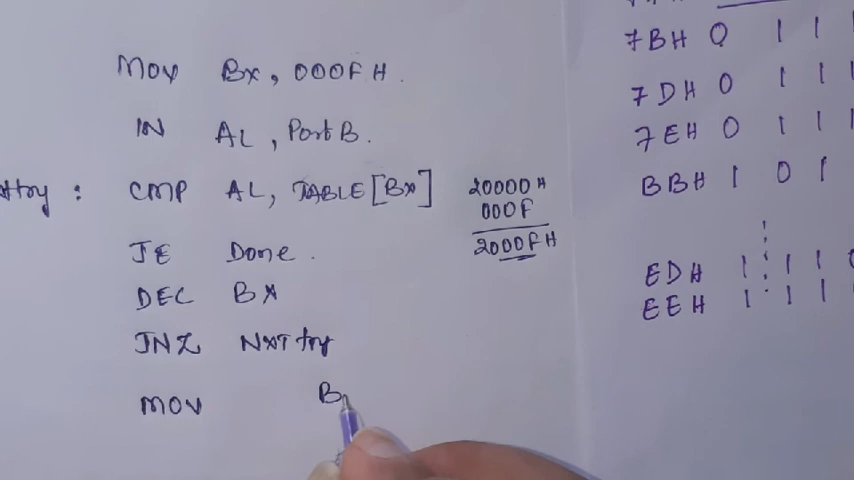 MOV BX, 000FH.
IN AL, Port B.
: CMP AL, TABLE[BX]
JE Done.
DEC BX
JNZ NXT try
MOV B
20000H
000F
2000FH
7BH 0 1 1
7DH 0 1 1
7EH 0 1 1
BBH 1 0 1
EDH 1 1 1
EEH 1 1 1